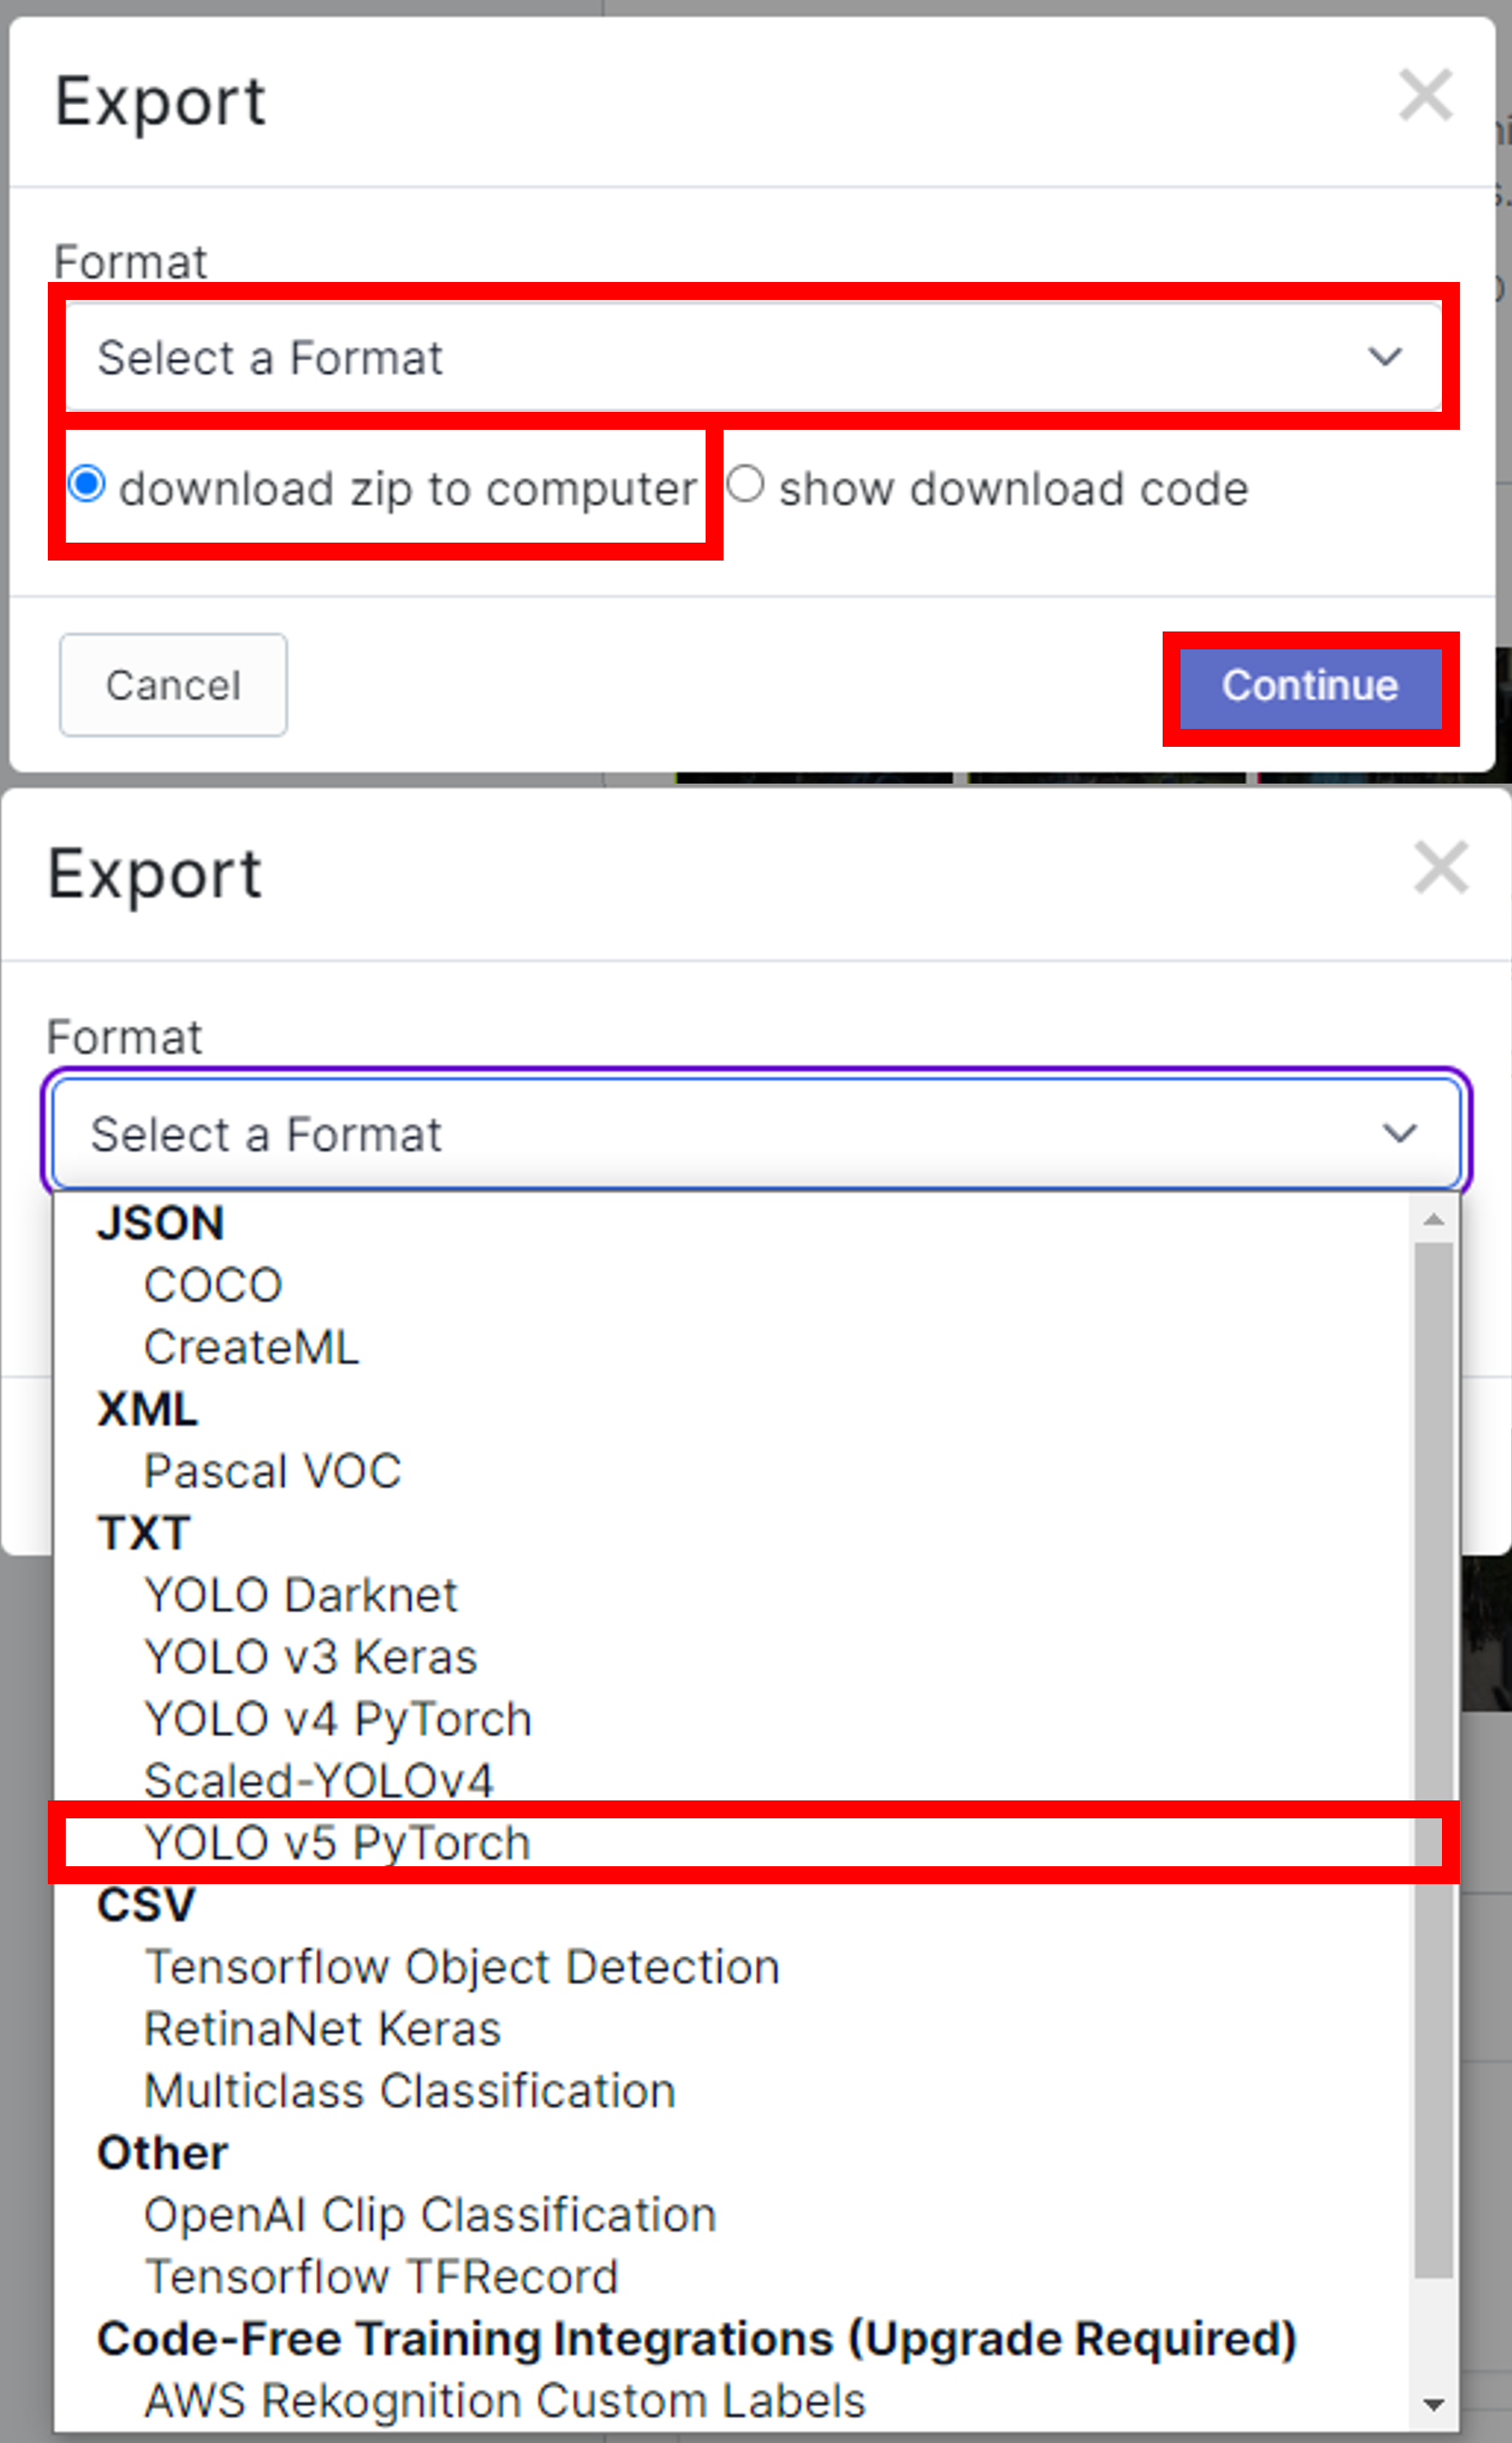 Export
Format
Select a Format
download zip to computer show download code
Cancel Continue
Export
Format
Select a Format
JSON
COCO
CreateML
XML
Pascal VOC
TXT
YOLO Darknet
YOLO v3 Keras
YOLO v4 PyTorch
Scaled-YOLOv4
YOLO v5 PyTorch
CSV
Tensorflow Object Detection
RetinaNet Keras
Multiclass Classification
Other
OpenAI Clip Classification
Tensorflow TFRecord
Code-Free Training Integrations (Upgrade Required)
AWS Rekognition Custom Labels